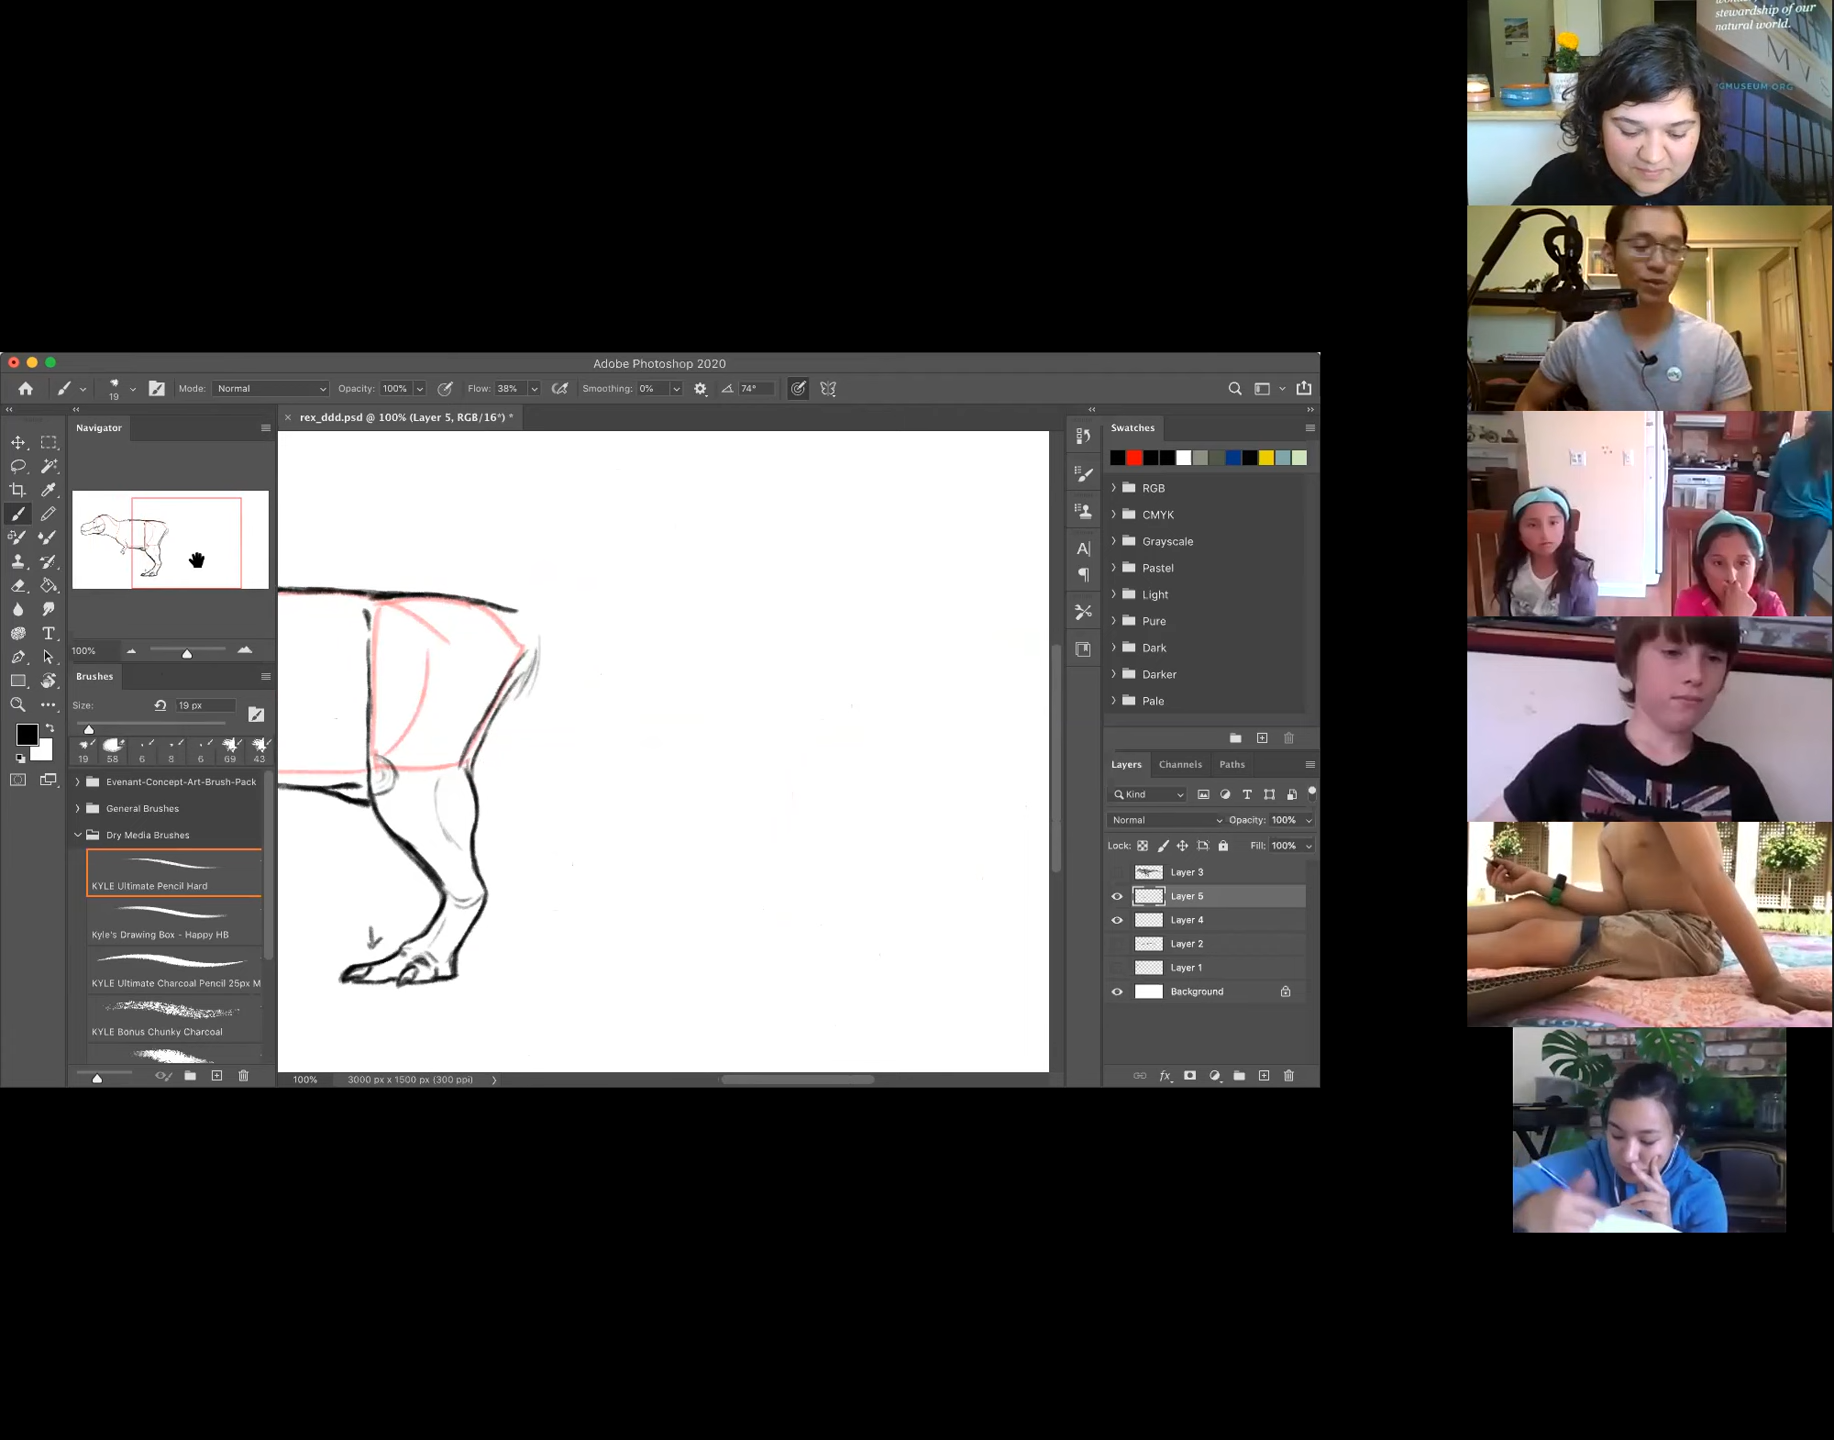 stewardship of our
natural world.
GMUSEUM.ORG
Adobe Photoshop 2020
19
Mode: Normal
Opacity: 100%
Flow: 38%
Smoothing: 0%
74°
rex_ddd.psd @ 100% (Layer 5, RGB/16*) *
Navigator
100%
Brushes
Size:
19 px
19 58 6 8 6 69 43
Evenant-Concept-Art-Brush-Pack
General Brushes
Dry Media Brushes
KYLE Ultimate Pencil Hard
Kyle's Drawing Box - Happy HB
KYLE Ultimate Charcoal Pencil 25px M
KYLE Bonus Chunky Charcoal
100%
3000 px x 1500 px (300 ppi)
Swatches
RGB
CMYK
Grayscale
Pastel
Light
Pure
Dark
Darker
Pale
Layers Channels Paths
Kind
Normal
Opacity: 100%
Lock:
Fill: 100%
Layer 3
Layer 5
Layer 4
Layer 2
Layer 1
Background